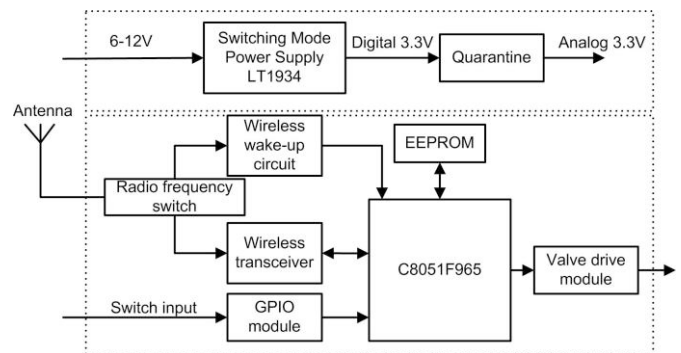 6-12V
Switching Mode
Power Supply
LT1934
Digital 3.3V
Quarantine
Analog 3.3V
Antenna
Wireless
wake-up
circuit
EEPROM
Radio frequency
switch
Wireless
transceiver
C8051F965
Valve drive
module
Switch input
GPIO
module